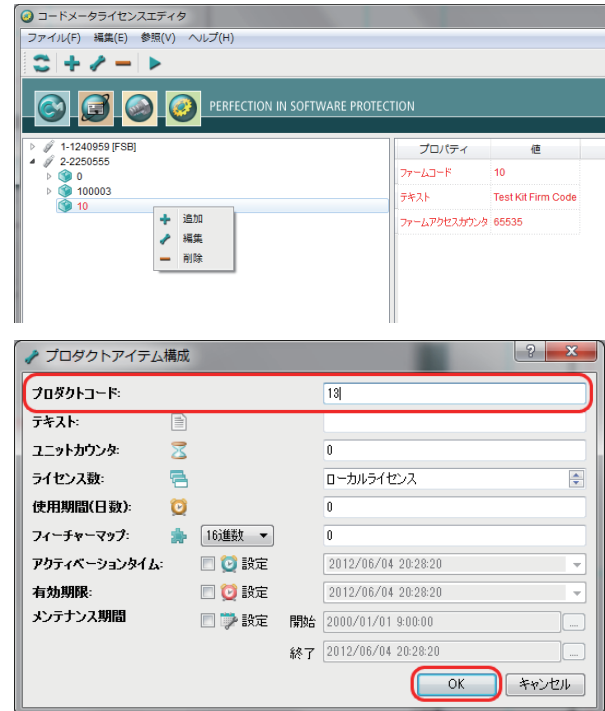 コードメータライセンスエディタ
ファイル(F) 編集(E) 参照(V) ヘルプ(H)
PERFECTION IN SOFTWARE PROTECTION
1-1240959 [FSB]
2-2250555
0
100003
10
追加
編集
削除
プロパティ 値
ファームコード 10
テキスト Test Kit Firm Code
ファームアクセスカウンタ 65535
プロダクトアイテム構成
プロダクトコード: 13
テキスト:
ユニットカウンタ: 0
ライセンス数: ローカルライセンス
使用期間(日数): 0
フィーチャーマップ: 16進数 0
アクティベーションタイム: 設定 2012/06/04 20:28:20
有効期限: 設定 2012/06/04 20:28:20
メンテナンス期間 設定 開始 2000/01/01 9:00:00
終了 2012/06/04 20:28:20
OK キャンセル